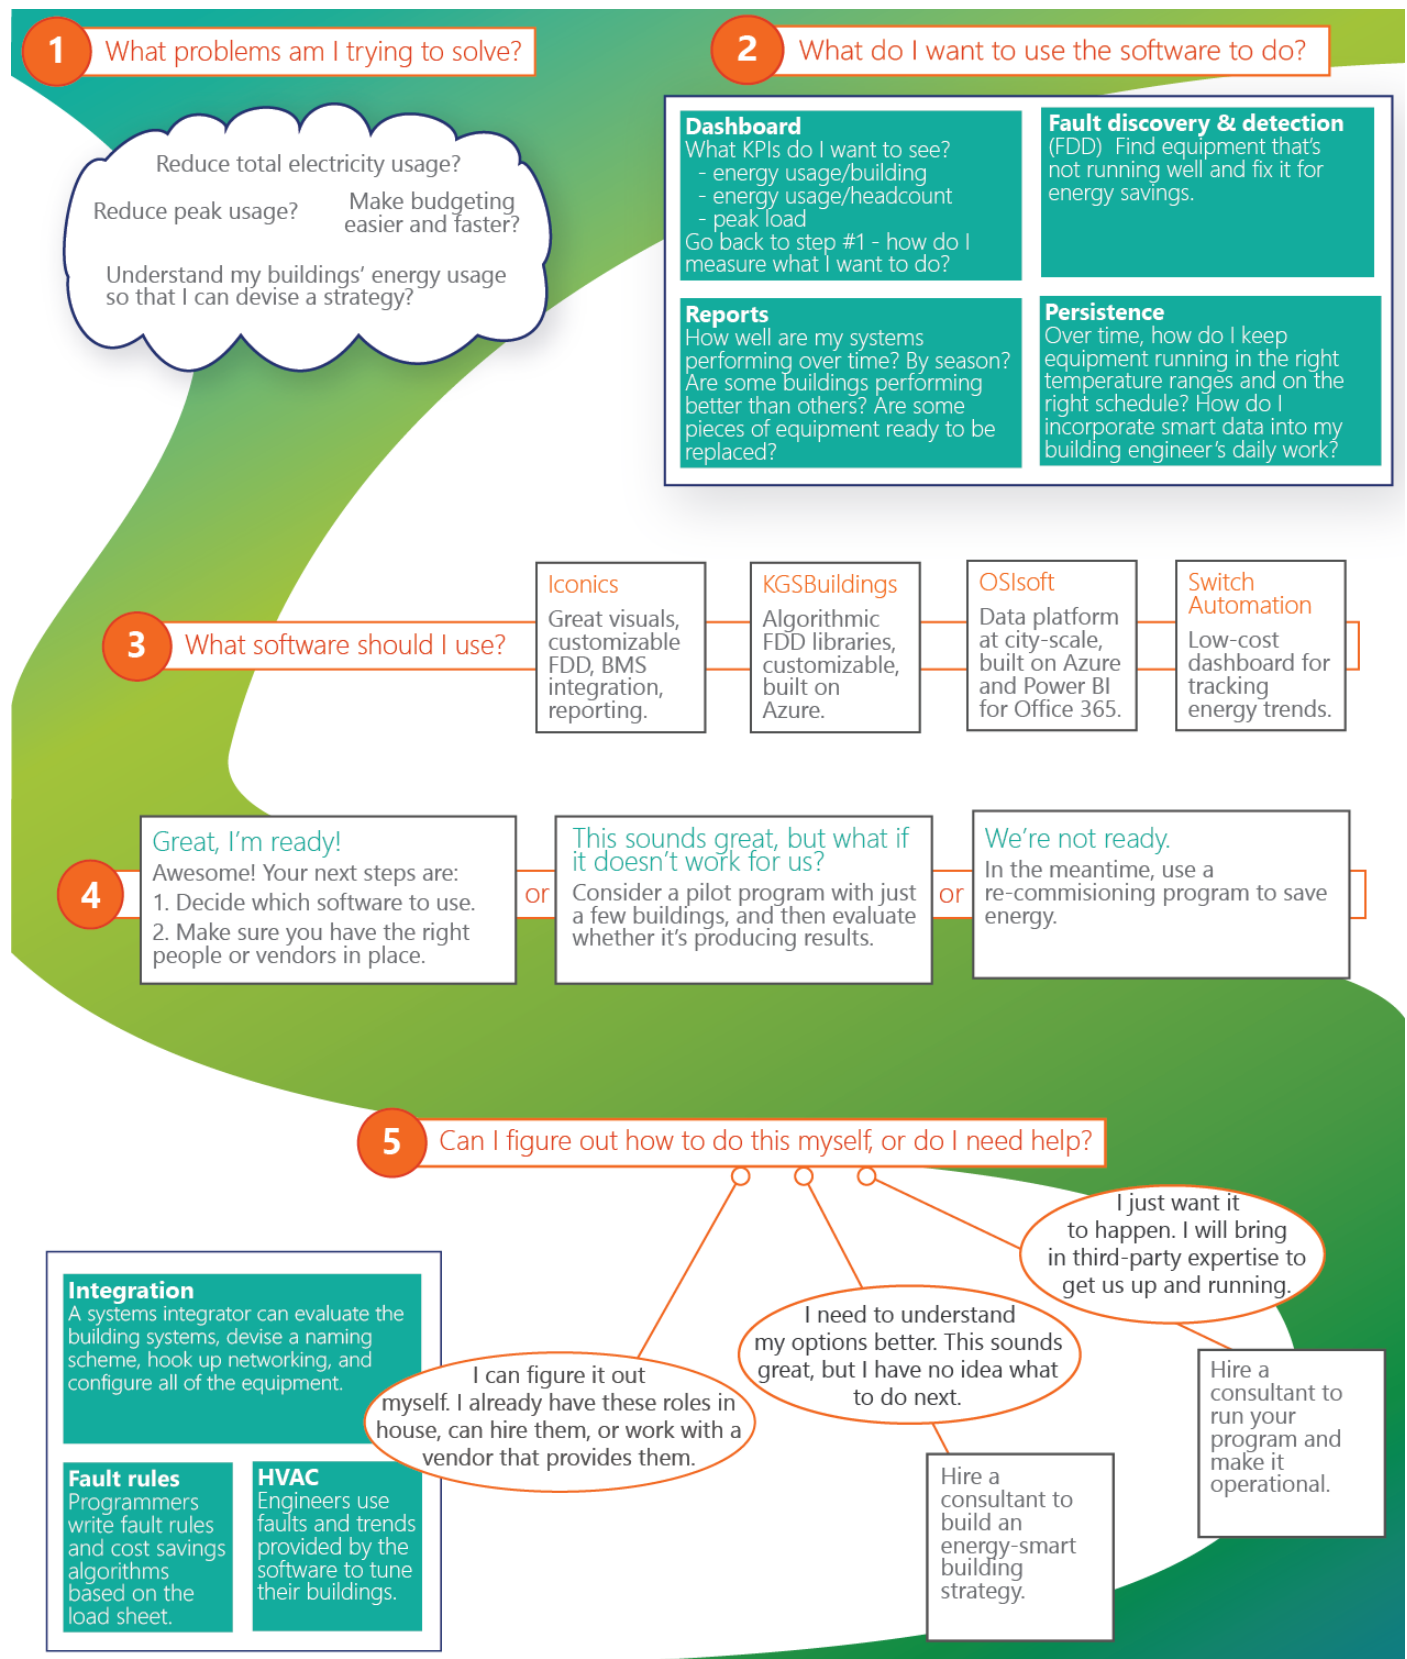 1
What problems am I trying to solve?
Reduce total electricity usage?
Reduce peak usage?
Make budgeting
easier and faster?
Understand my buildings' energy usage
so that I can devise a strategy?
2
What do I want to use the software to do?
Dashboard
What KPIs do I want to see?
- energy usage/building
- energy usage/headcount
- peak load
Go back to step #1 - how do I
measure what I want to do?
Fault discovery & detection
(FDD) Find equipment that's
not running well and fix it for
energy savings.
Reports
How well are my systems
performing over time? By season?
Are some buildings performing
better than others? Are some
pieces of equipment ready to be
replaced?
Persistence
Over time, how do I keep
equipment running in the right
temperature ranges and on the
right schedule? How do I
incorporate smart data into my
building engineer's daily work?
3
What software should I use?
Iconics
Great visuals,
customizable
FDD, BMS
integration,
reporting.
KGSBuildings
Algorithmic
FDD libraries,
customizable,
built on
Azure.
OSIsoft
Data platform
at city-scale,
built on Azure
and Power BI
for Office 365.
Switch
Automation
Low-cost
dashboard for
tracking
energy trends.
4
Great, I'm ready!
Awesome! Your next steps are:
1. Decide which software to use.
2. Make sure you have the right
people or vendors in place.
or
This sounds great, but what if
it doesn't work for us?
Consider a pilot program with just
a few buildings, and then evaluate
whether it's producing results.
or
We're not ready.
In the meantime, use a
re-commisioning program to save
energy.
5
Can I figure out how to do this myself, or do I need help?
I just want it
to happen. I will bring
in third-party expertise to
get us up and running.
I need to understand
my options better. This sounds
great, but I have no idea what
to do next.
I can figure it out
myself. I already have these roles in
house, can hire them, or work with a
vendor that provides them.
Integration
A systems integrator can evaluate the
building systems, devise a naming
scheme, hook up networking, and
configure all of the equipment.
Fault rules
Programmers
write fault rules
and cost savings
algorithms
based on the
load sheet.
HVAC
Engineers use
faults and trends
provided by the
software to tune
their buildings.
Hire a
consultant to
build an
energy-smart
building
strategy.
Hire a
consultant to
run your
program and
make it
operational.